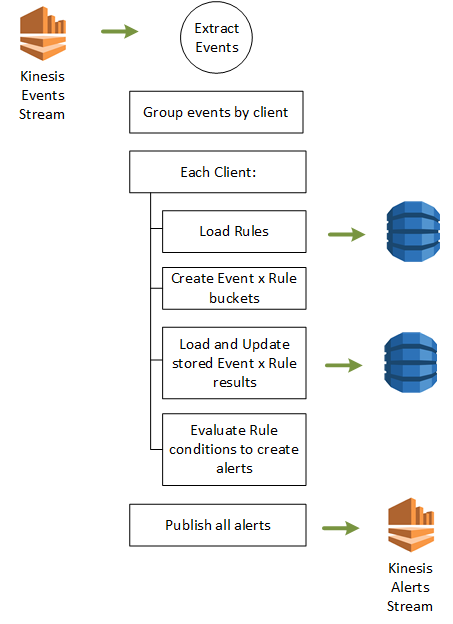 Extract
Events
Kinesis
Events
Stream
Group events by client
Each Client:
Load Rules
Create Event x Rule
buckets
Load and Update
stored Event x Rule
results
Evaluate Rule
conditions to create
alerts
Publish all alerts
Kinesis
Alerts
Stream